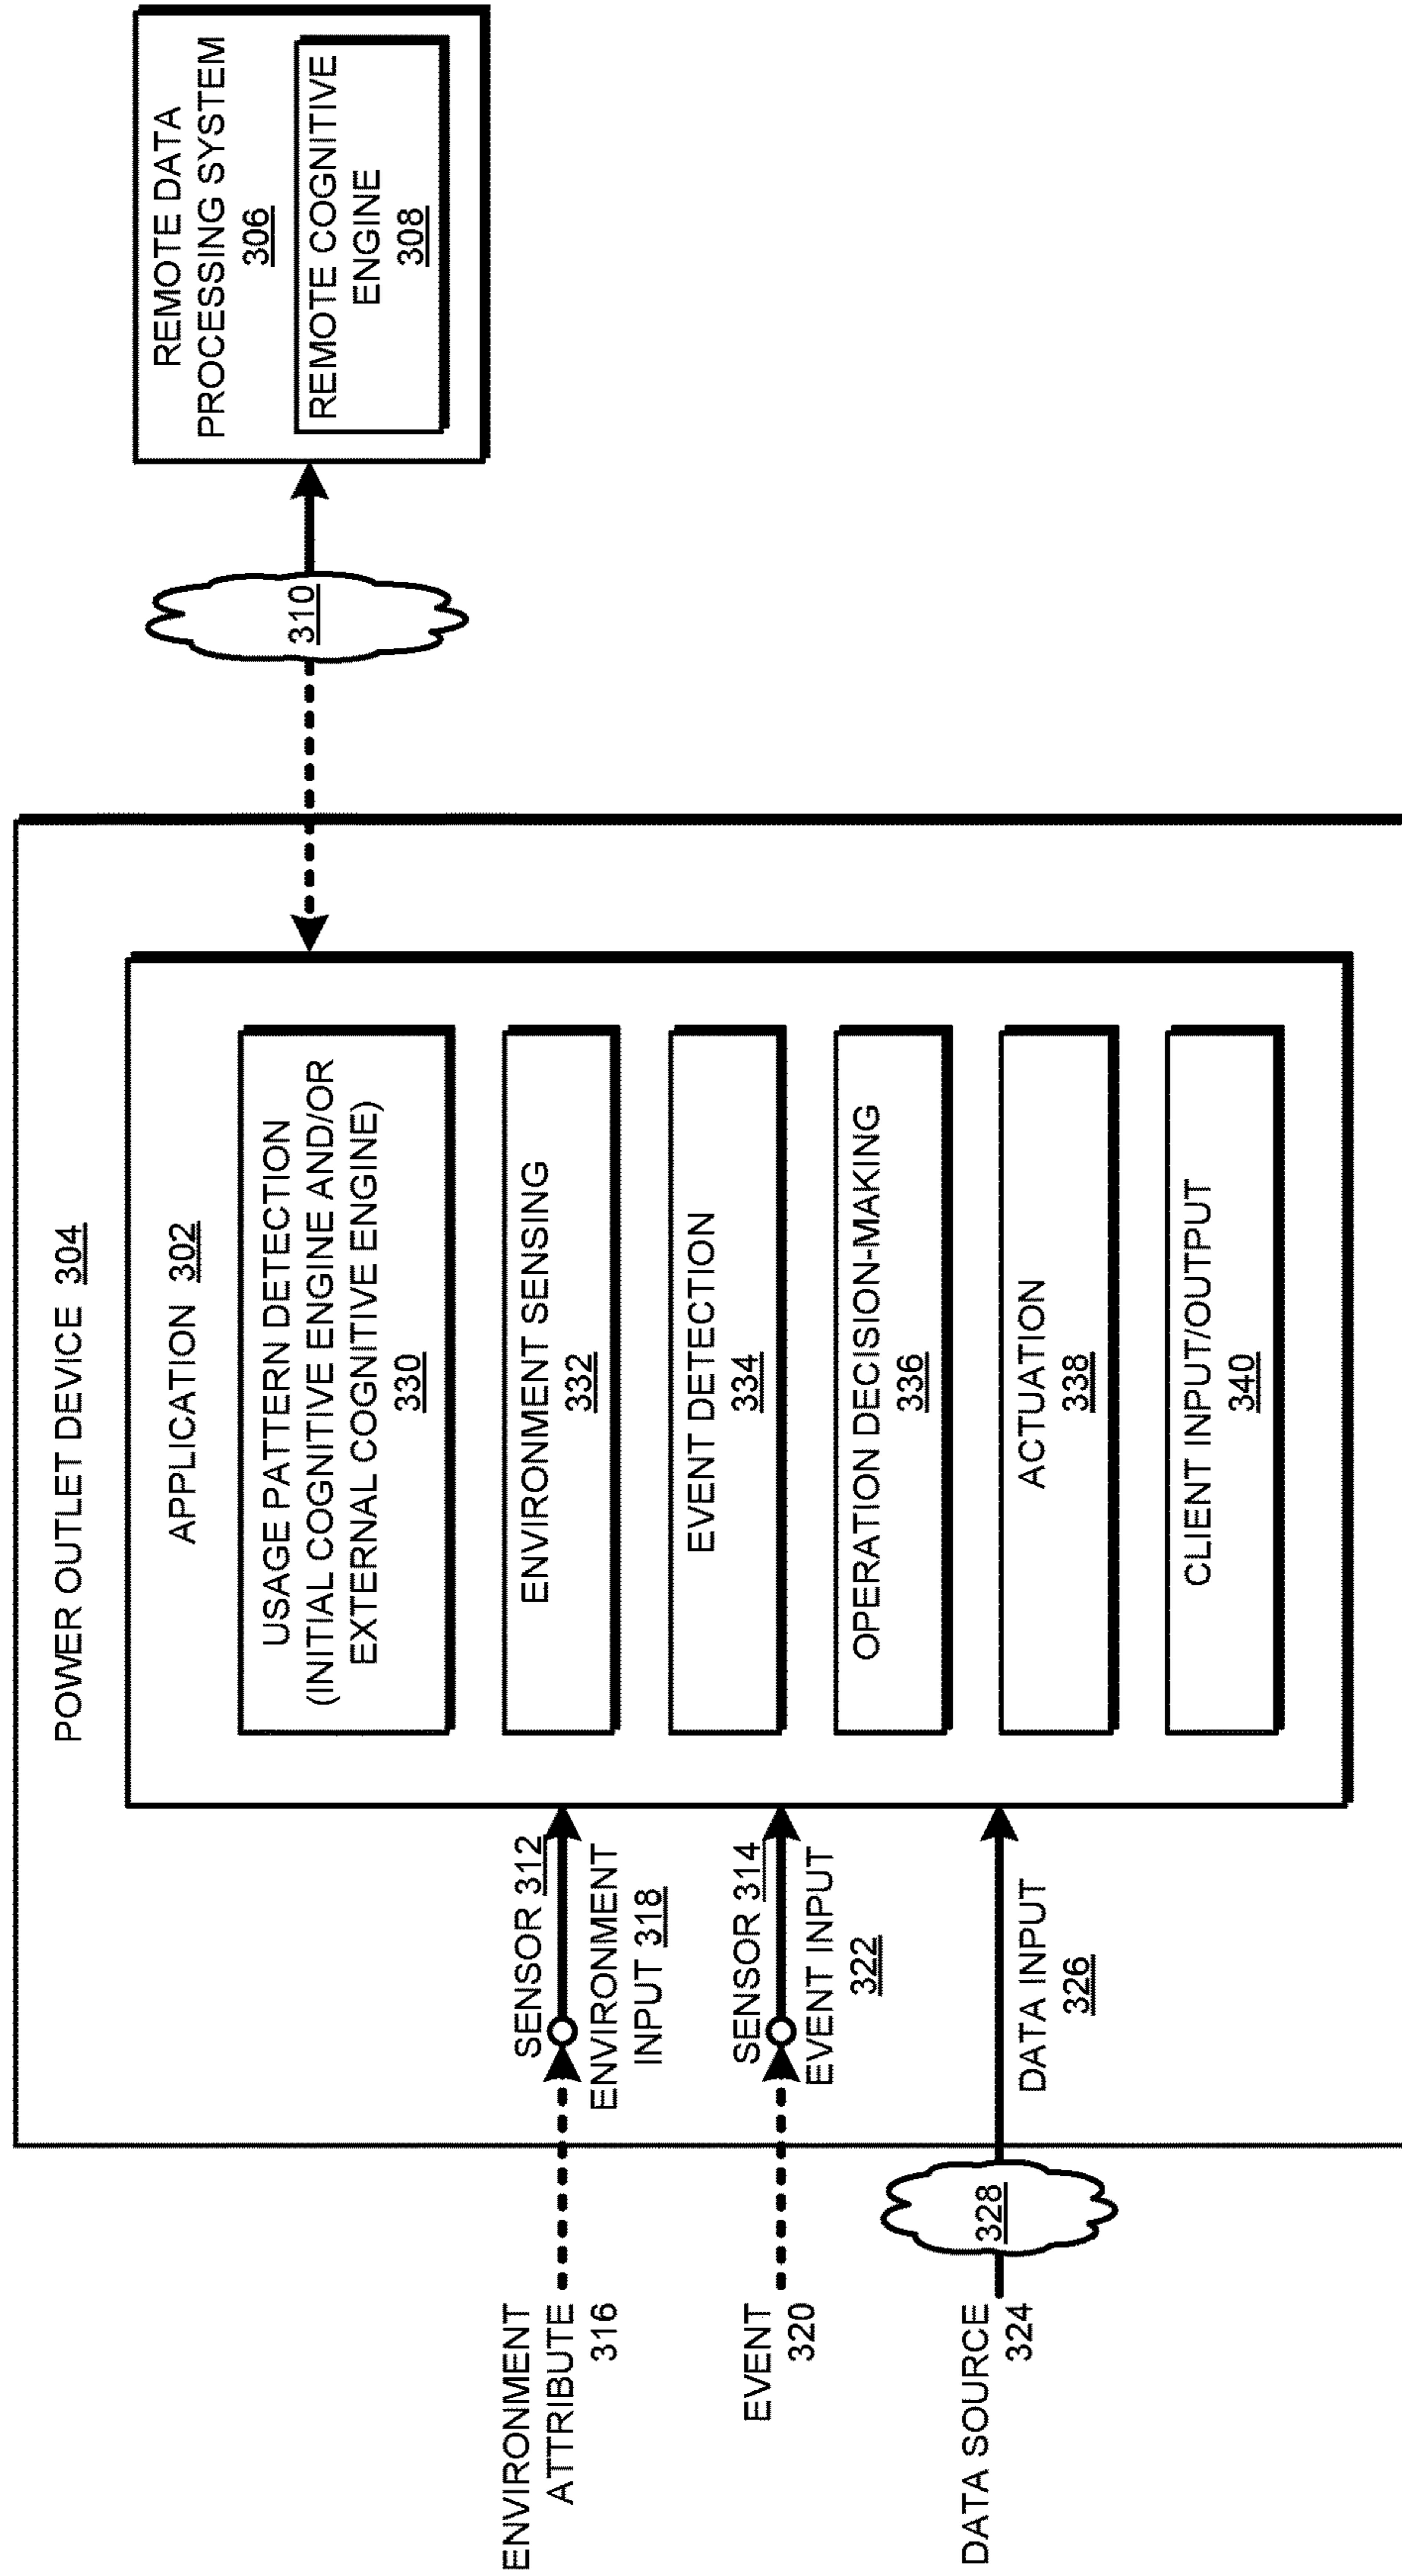 POWER OUTLET DEVICE 304
APPLICATION 302
USAGE PATTERN DETECTION
(INITIAL COGNITIVE ENGINE AND/OR
EXTERNAL COGNITIVE ENGINE)
330
ENVIRONMENT SENSING
332
EVENT DETECTION
334
OPERATION DECISION-MAKING
336
ACTUATION
338
CLIENT INPUT/OUTPUT
340
ENVIRONMENT
ATTRIBUTE
316
SENSOR 312
ENVIRONMENT
INPUT 318
EVENT
320
SENSOR 314
EVENT INPUT
322
DATA SOURCE
324
328
DATA INPUT
326
310
REMOTE DATA
PROCESSING SYSTEM
306
REMOTE COGNITIVE
ENGINE
308